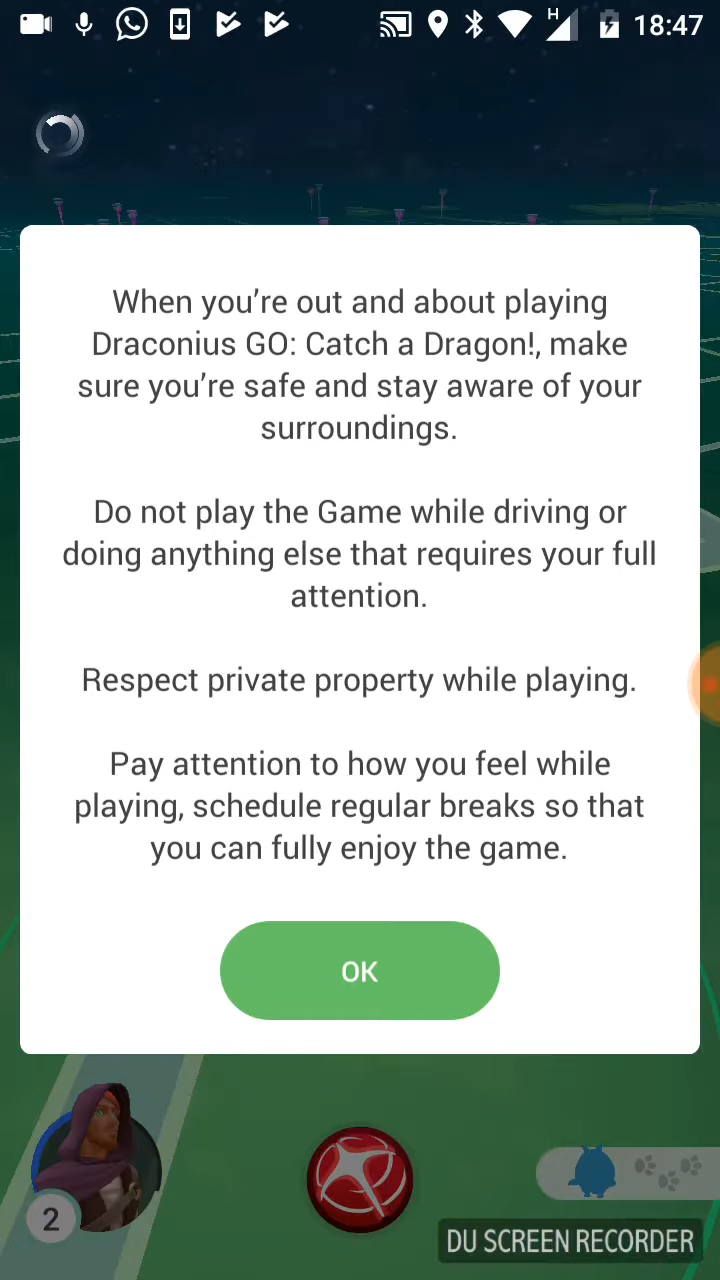 H
18:47
When you’re out and about playing
Draconius GO: Catch a Dragon!, make
sure you’re safe and stay aware of your
surroundings.
Do not play the Game while driving or
doing anything else that requires your full
attention.
Respect private property while playing.
Pay attention to how you feel while
playing, schedule regular breaks so that
you can fully enjoy the game.
OK
2
DU SCREEN RECORDER